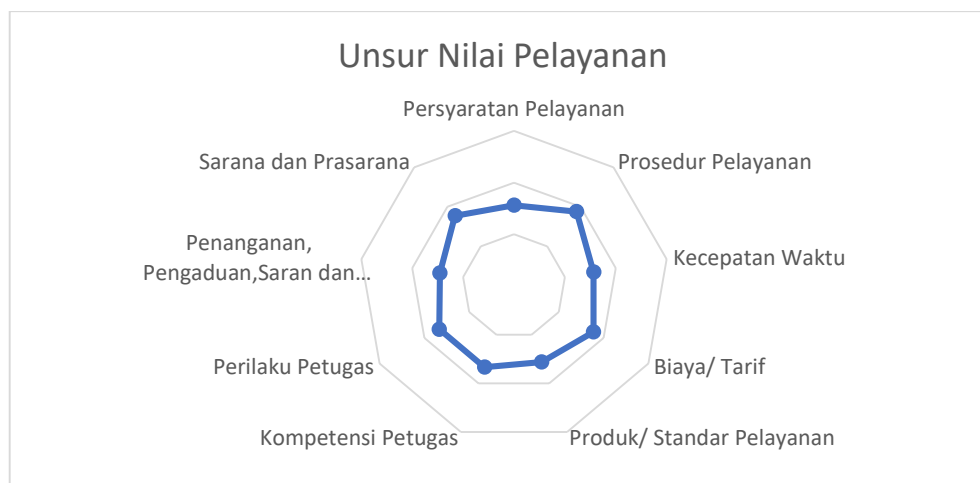 Unsur Nilai Pelayanan
Persyaratan Pelayanan
Prosedur Pelayanan
Kecepatan Waktu
Biaya/ Tarif
Produk/ Standar Pelayanan
Kompetensi Petugas
Perilaku Petugas
Penanganan,
Pengaduan,Saran dan...
Sarana dan Prasarana